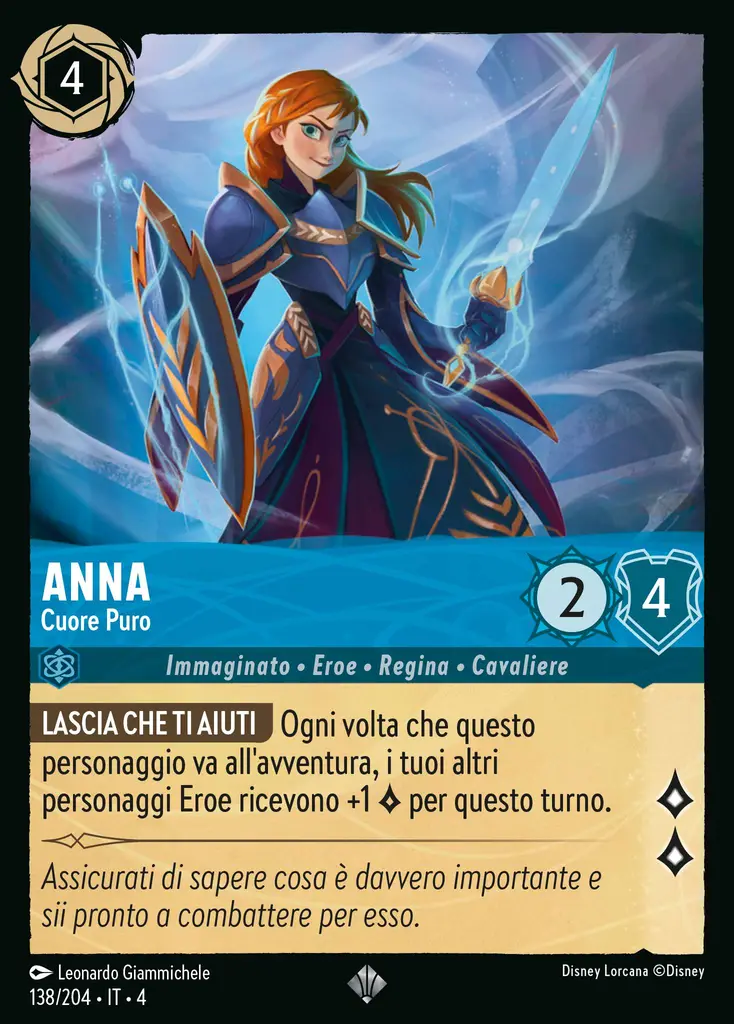 4
ANNA
Cuore Puro
2
4
Immaginato • Eroe • Regina • Cavaliere
LASCIA CHE TI AIUTI Ogni volta che questo
personaggio va all'avventura, i tuoi altri
personaggi Eroe ricevono +1 per questo turno.
Assicurati di sapere cosa è davvero importante e
sii pronto a combattere per esso.
Leonardo Giammichele
Disney Lorcana ©Disney
138/204 • IT • 4